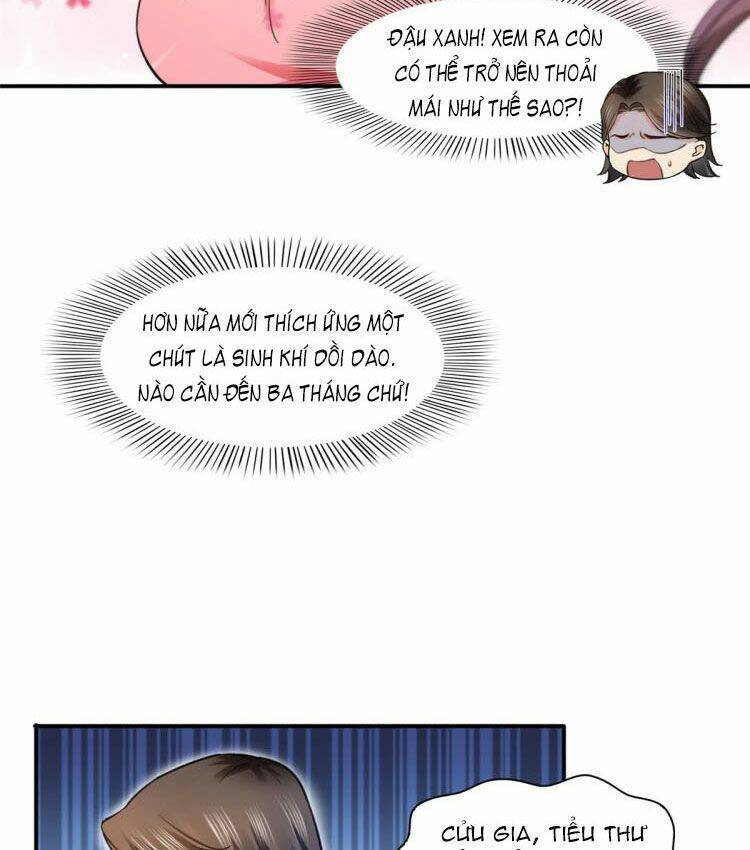 ĐẬU XANH! XEM RA CÒN
CÓ THỂ TRỞ NÊN THOẢI
MÁI NHƯ THẾ SAO?!
HƠN NỮA MỚI THÍCH ỨNG MỘT
CHÚT LÀ SINH KHÍ DỒI DÀO.
NÀO CẦN ĐẾN BA THÁNG CHỨ!
CỬU GIA, TIỂU THƯ